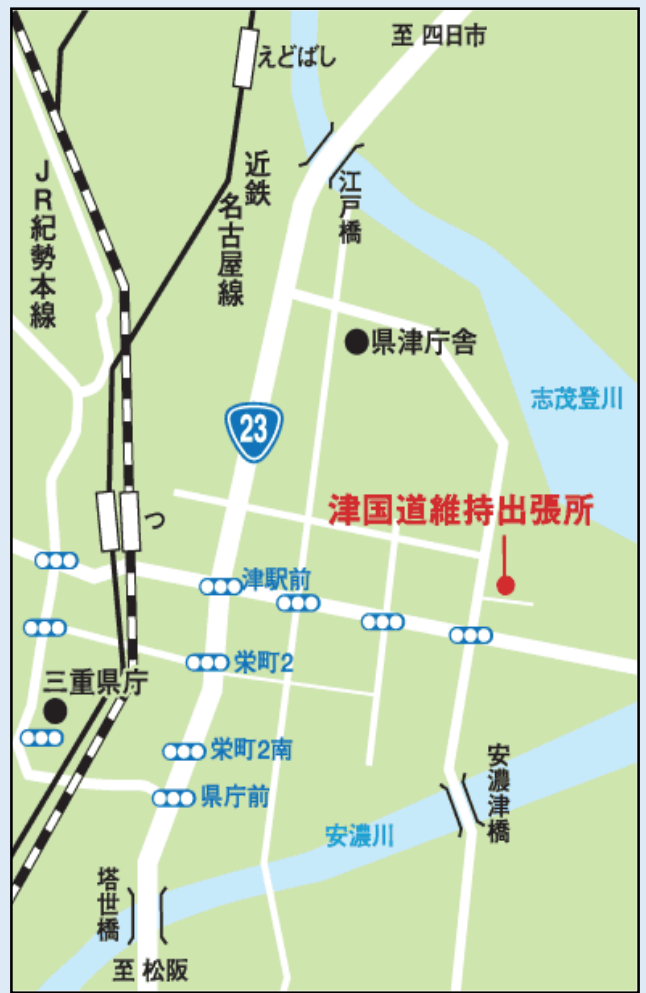 至 四日市
えどばし
近鉄
名古屋線
JR紀勢本線
江戸橋
県津庁舎
志茂登川
23
津国道維持出張所
つ
津駅前
栄町2
三重県庁
栄町2南
県庁前
安濃津橋
安濃川
塔世橋
至 松阪